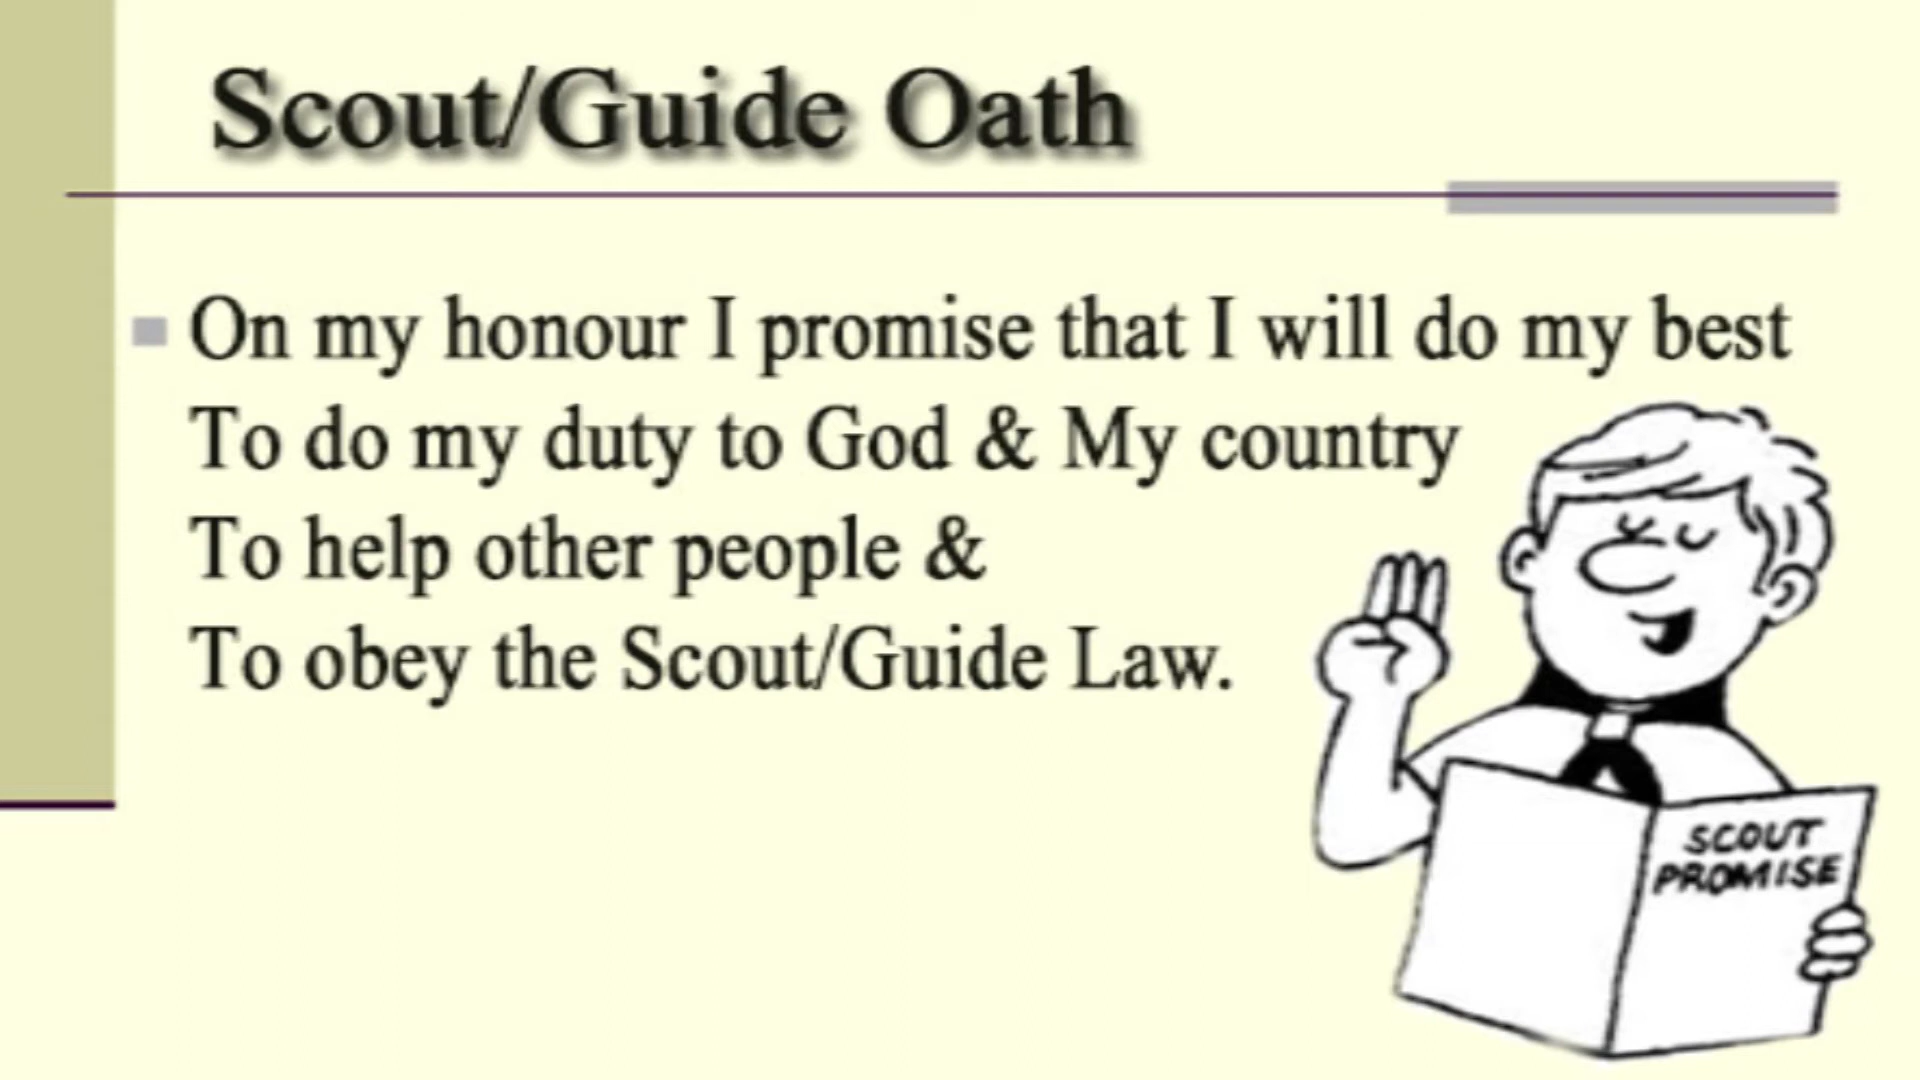 Scout/Guide Oath
On my honour I promise that I will do my best
To do my duty to God & My country
To help other people &
To obey the Scout/Guide Law.
SCOUT
PROMISE